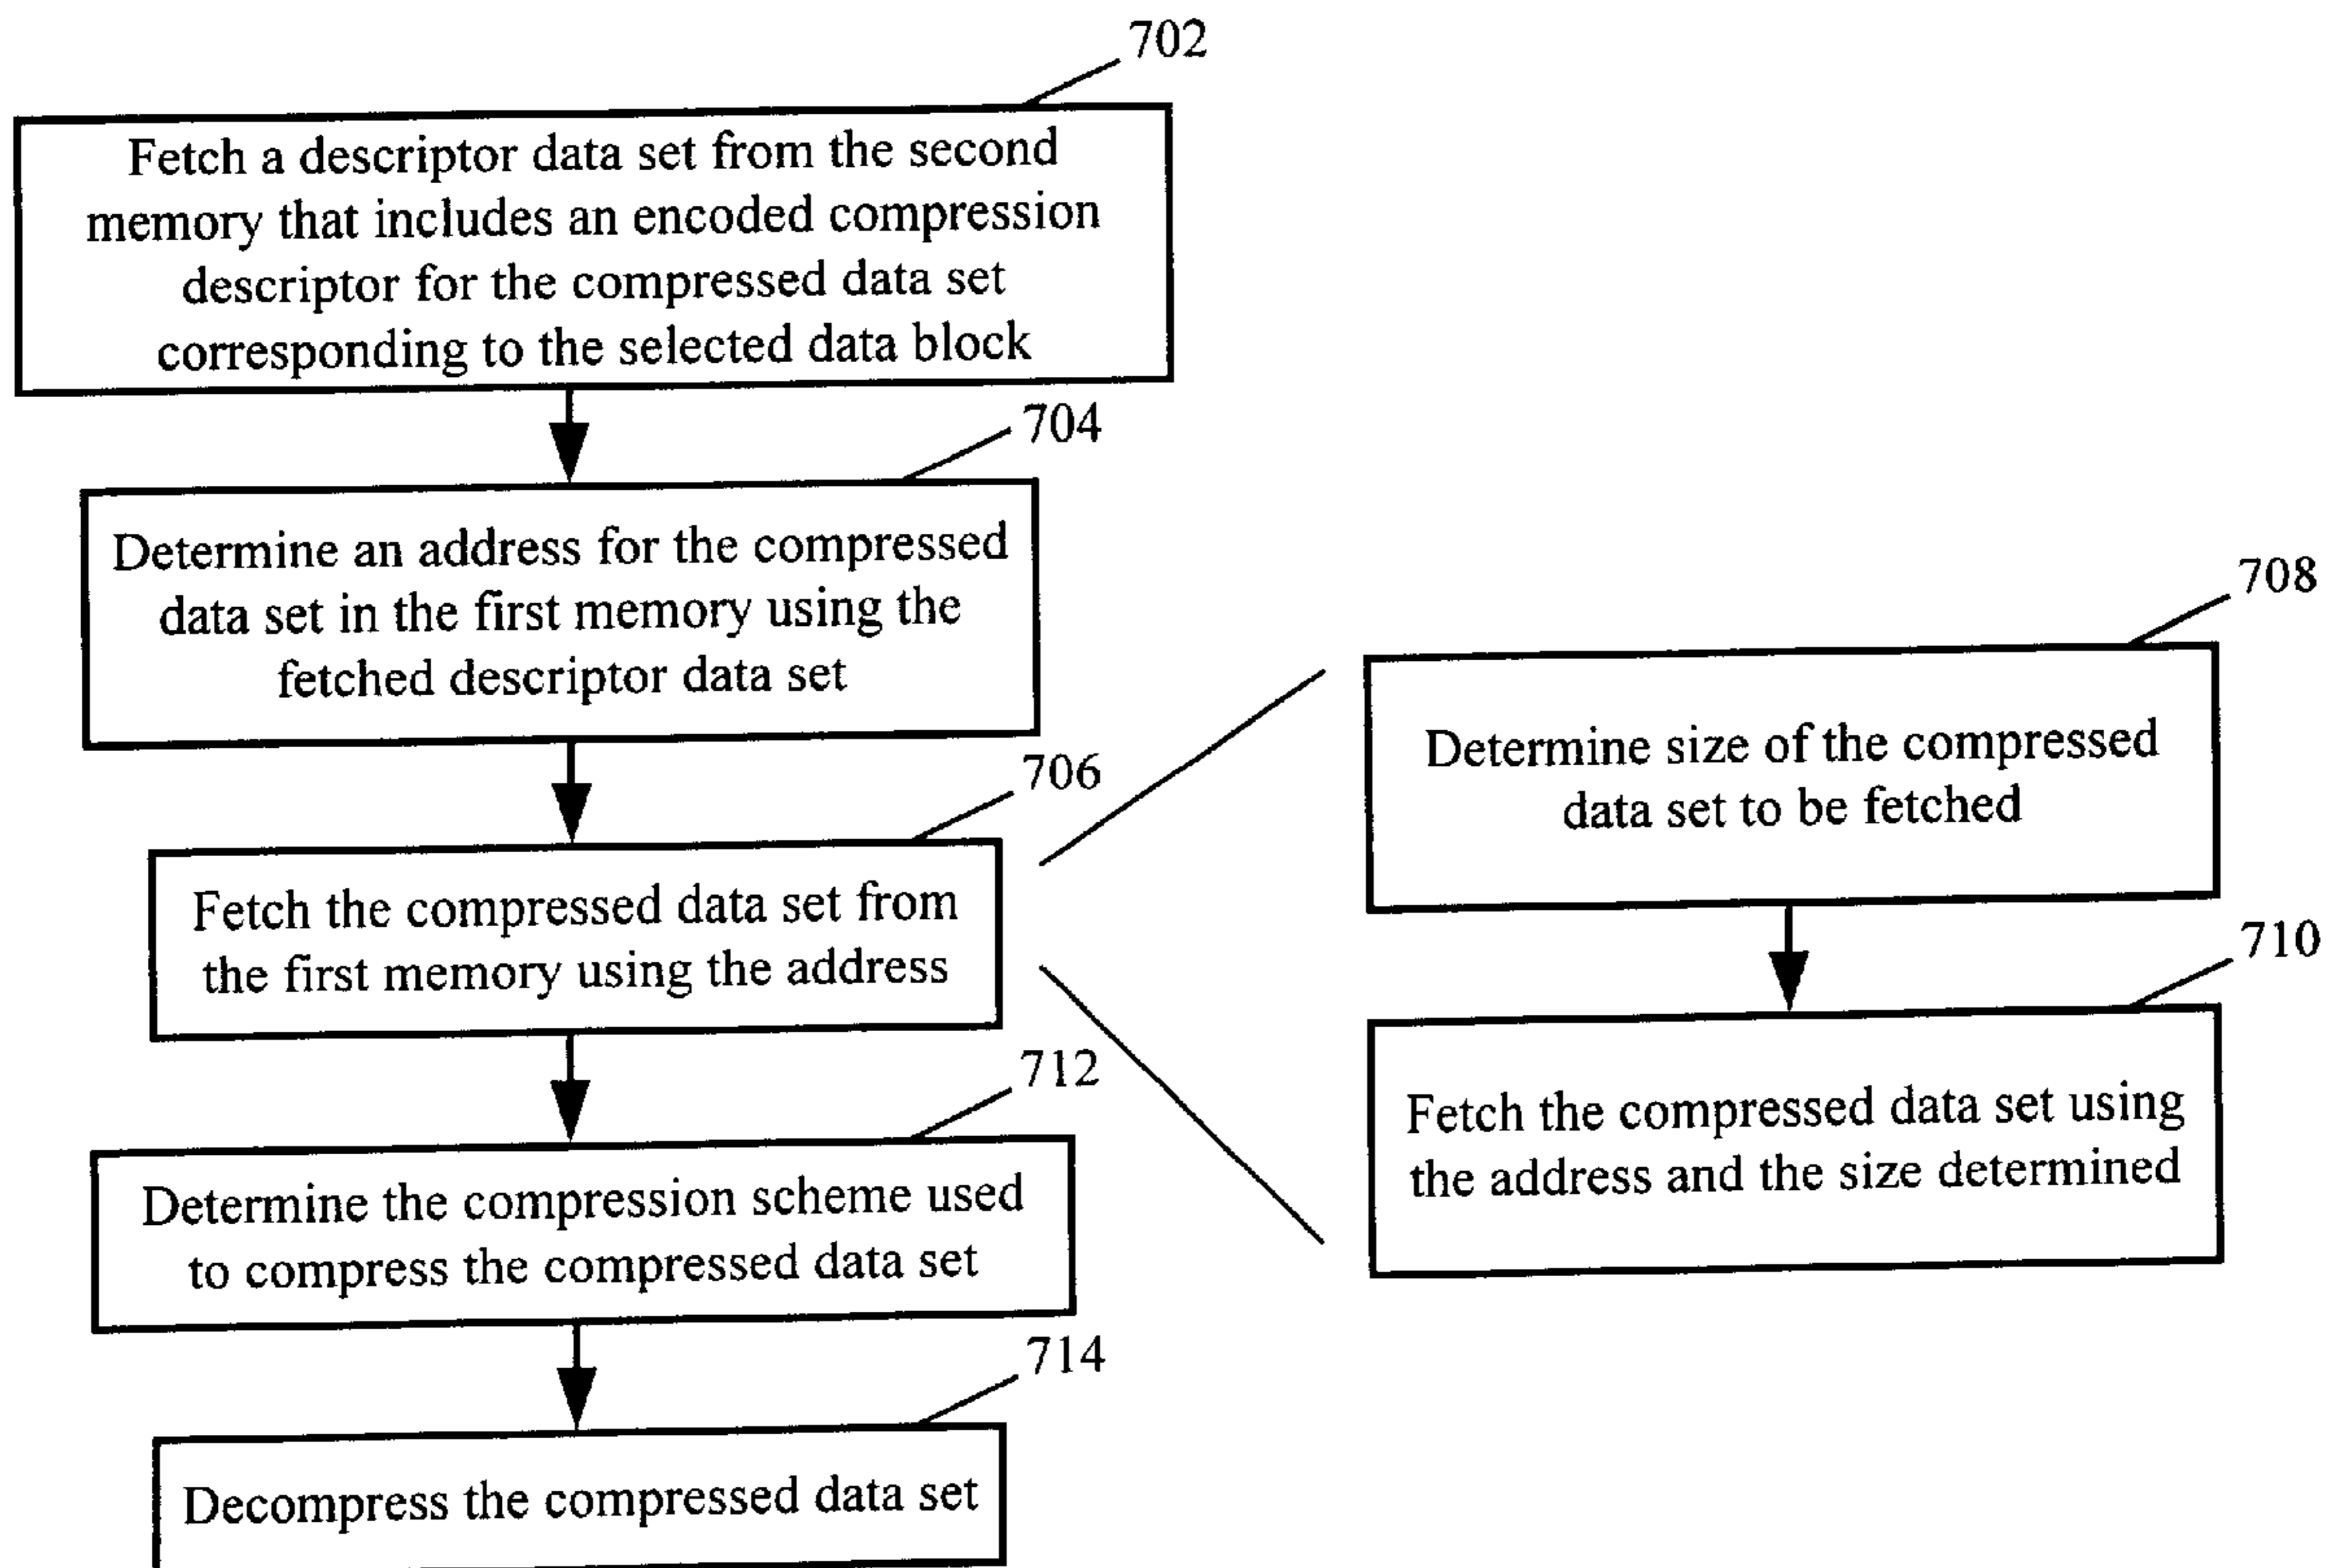 702
Fetch a descriptor data set from the second
memory that includes an encoded compression
descriptor for the compressed data set
corresponding to the selected data block
704
Determine an address for the compressed
data set in the first memory using the
fetched descriptor data set
706
Fetch the compressed data set from
the first memory using the address
708
Determine size of the compressed
data set to be fetched
710
Fetch the compressed data set using
the address and the size determined
712
Determine the compression scheme used
to compress the compressed data set
714
Decompress the compressed data set